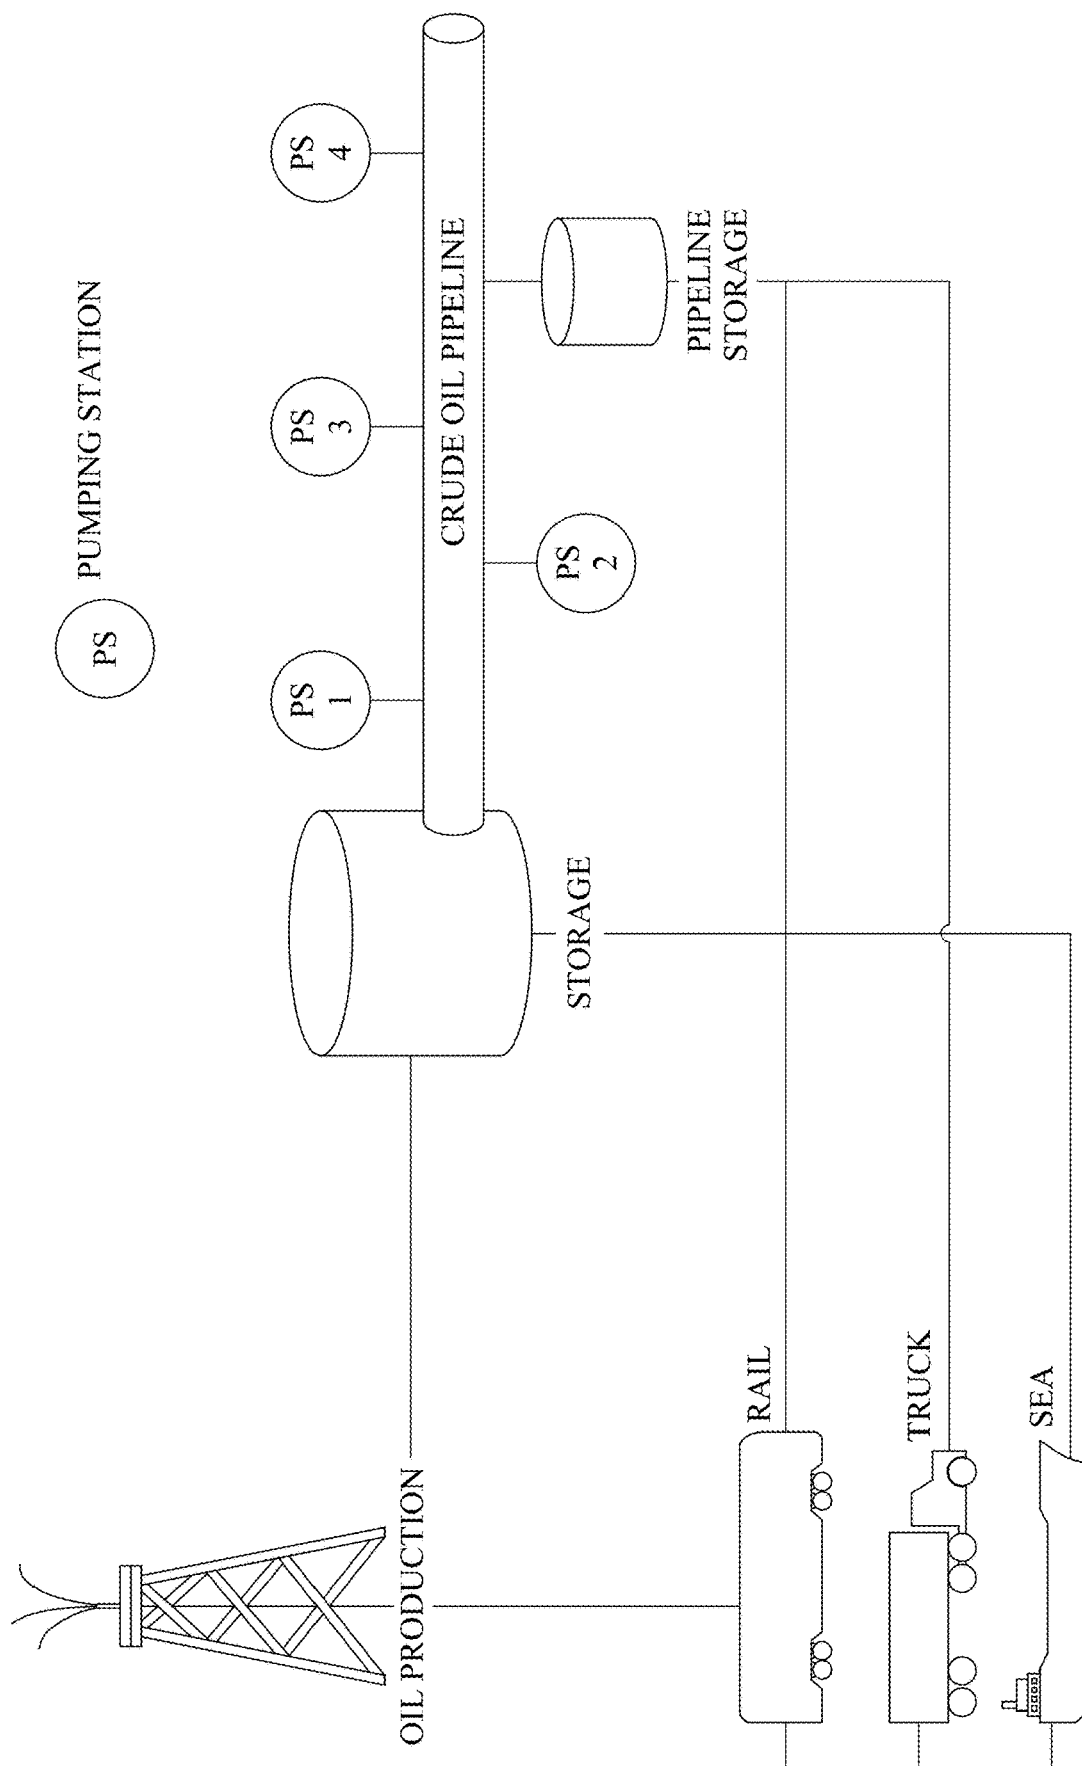 PS
PUMPING STATION
PS
1
PS
3
PS
4
CRUDE OIL PIPELINE
PS
2
STORAGE
PIPELINE
STORAGE
OIL PRODUCTION
RAIL
TRUCK
SEA